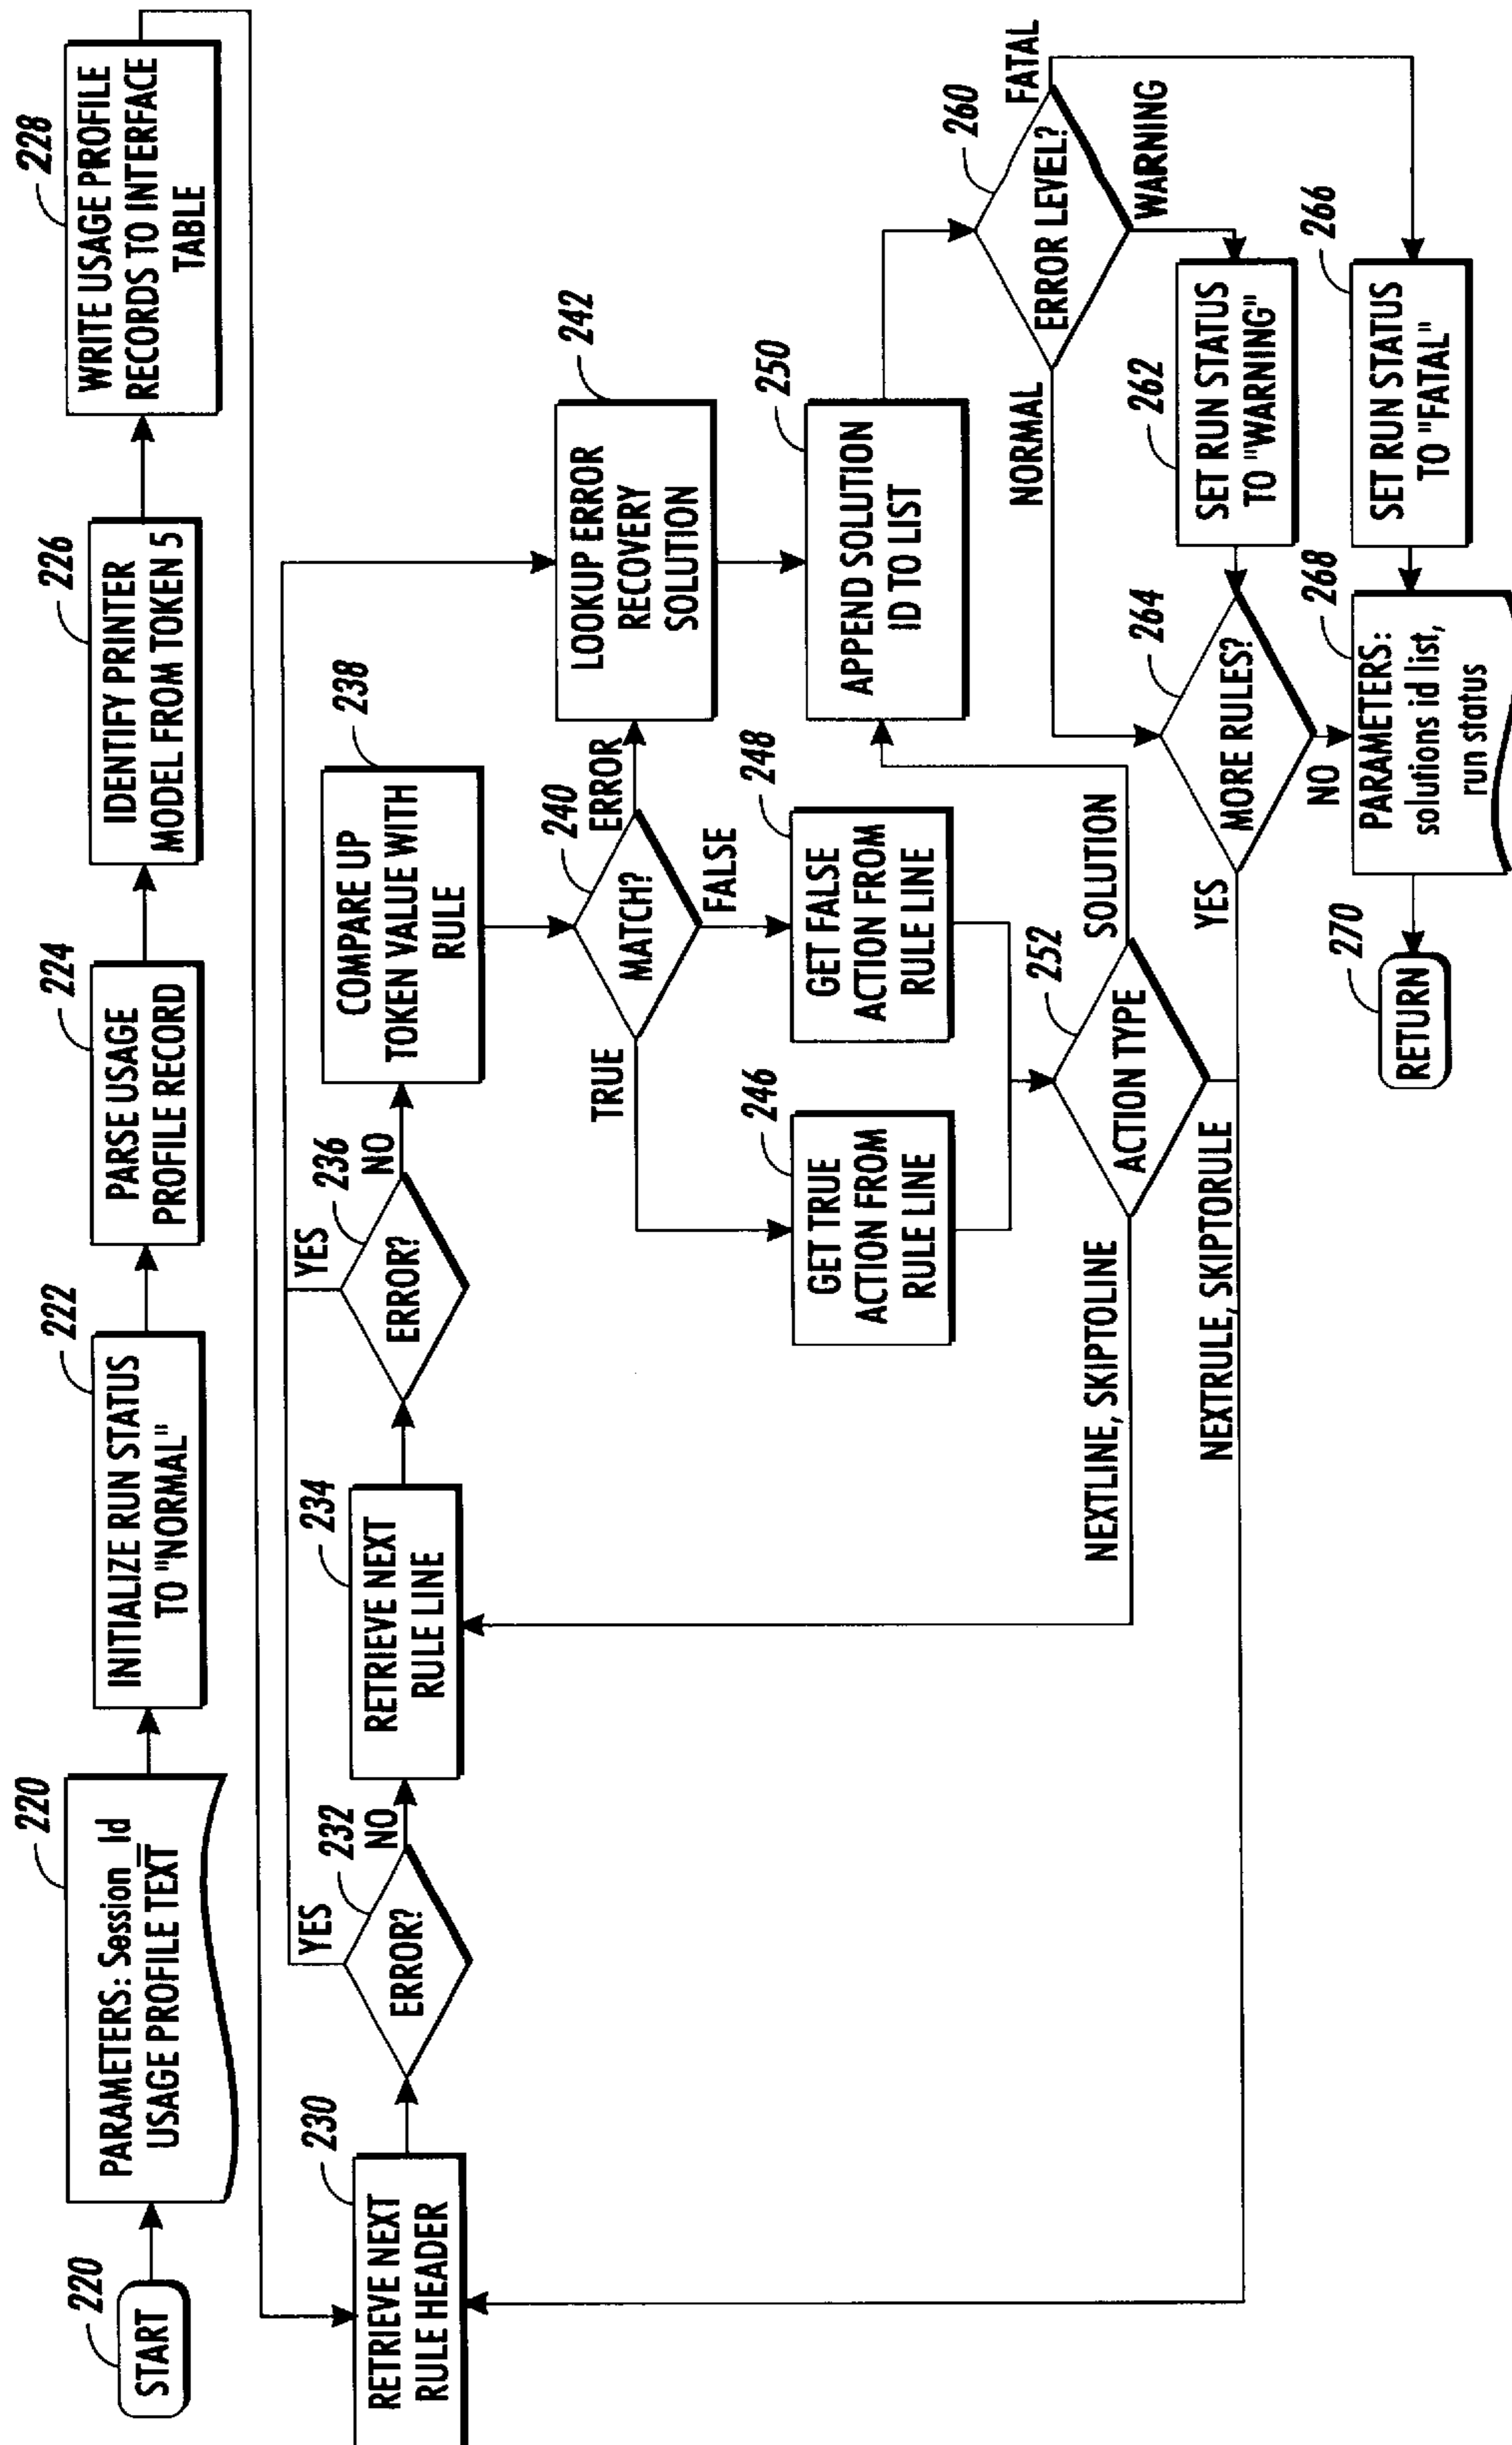 220
START
220
PARAMETERS: Session_Id
USAGE PROFILE TEXT
222
INITIALIZE RUN STATUS
TO "NORMAL"
224
PARSE USAGE
PROFILE RECORD
226
IDENTIFY PRINTER
MODEL FROM TOKEN 5
228
WRITE USAGE PROFILE
RECORDS TO INTERFACE
TABLE
230
RETRIEVE NEXT
RULE HEADER
232
ERROR?
YES
NO
234
RETRIEVE NEXT
RULE LINE
236
ERROR?
YES
NO
238
COMPARE UP
TOKEN VALUE WITH
RULE
240
MATCH?
TRUE
FALSE
ERROR
242
LOOKUP ERROR
RECOVERY
SOLUTION
246
GET TRUE
ACTION FROM
RULE LINE
248
GET FALSE
ACTION FROM
RULE LINE
250
APPEND SOLUTION
ID TO LIST
252
ACTION TYPE
NEXTLINE, SKIPTOLINE
SOLUTION
NEXTRULE, SKIPTORULE
260
ERROR LEVEL?
NORMAL
WARNING
FATAL
262
SET RUN STATUS
TO "WARNING"
264
MORE RULES?
YES
NO
266
SET RUN STATUS
TO "FATAL"
268
PARAMETERS:
solutions id list,
run status
270
RETURN